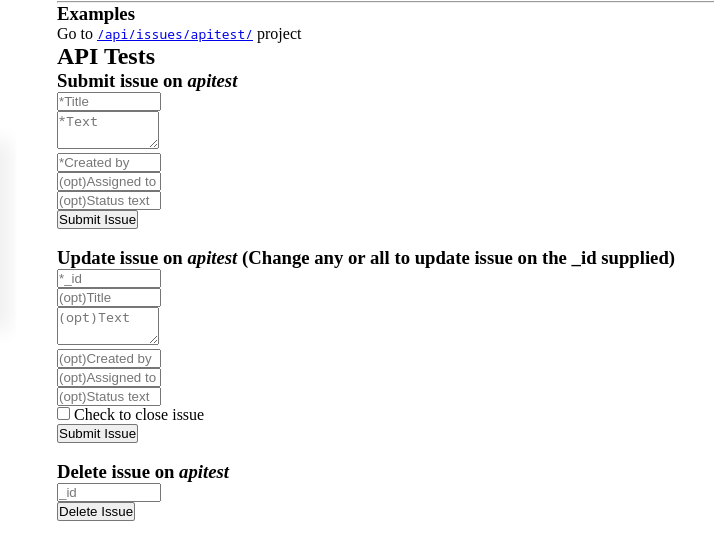 Examples
Go to /api/issues/apitest/ project
API Tests
Submit issue on apitest
*Title
*Text
*Created by
(opt)Assigned to
(opt)Status text
Submit Issue
Update issue on apitest (Change any or all to update issue on the _id supplied)
*_id
(opt)Title
(opt)Text
(opt)Created by
(opt)Assigned to
(opt)Status text
Check to close issue
Submit Issue
Delete issue on apitest
_id
Delete Issue